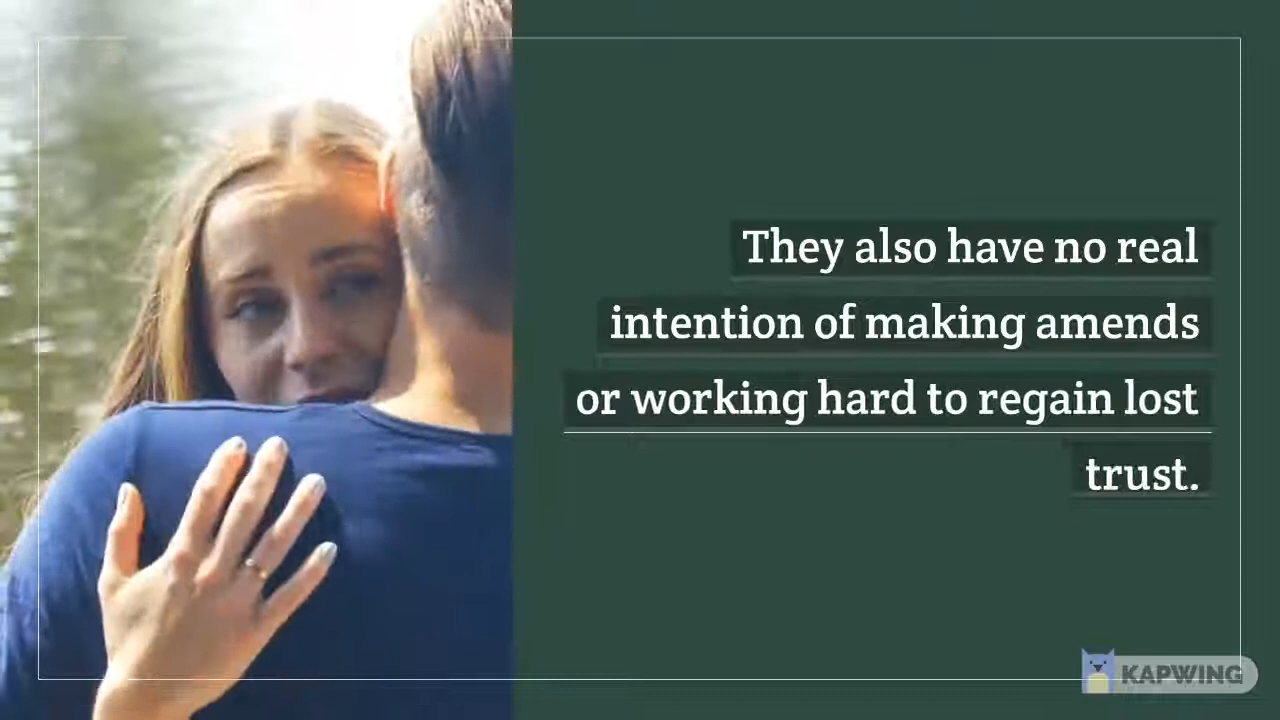 They also have no real
intention of making amends
or working hard to regain lost
trust.
KAPWING